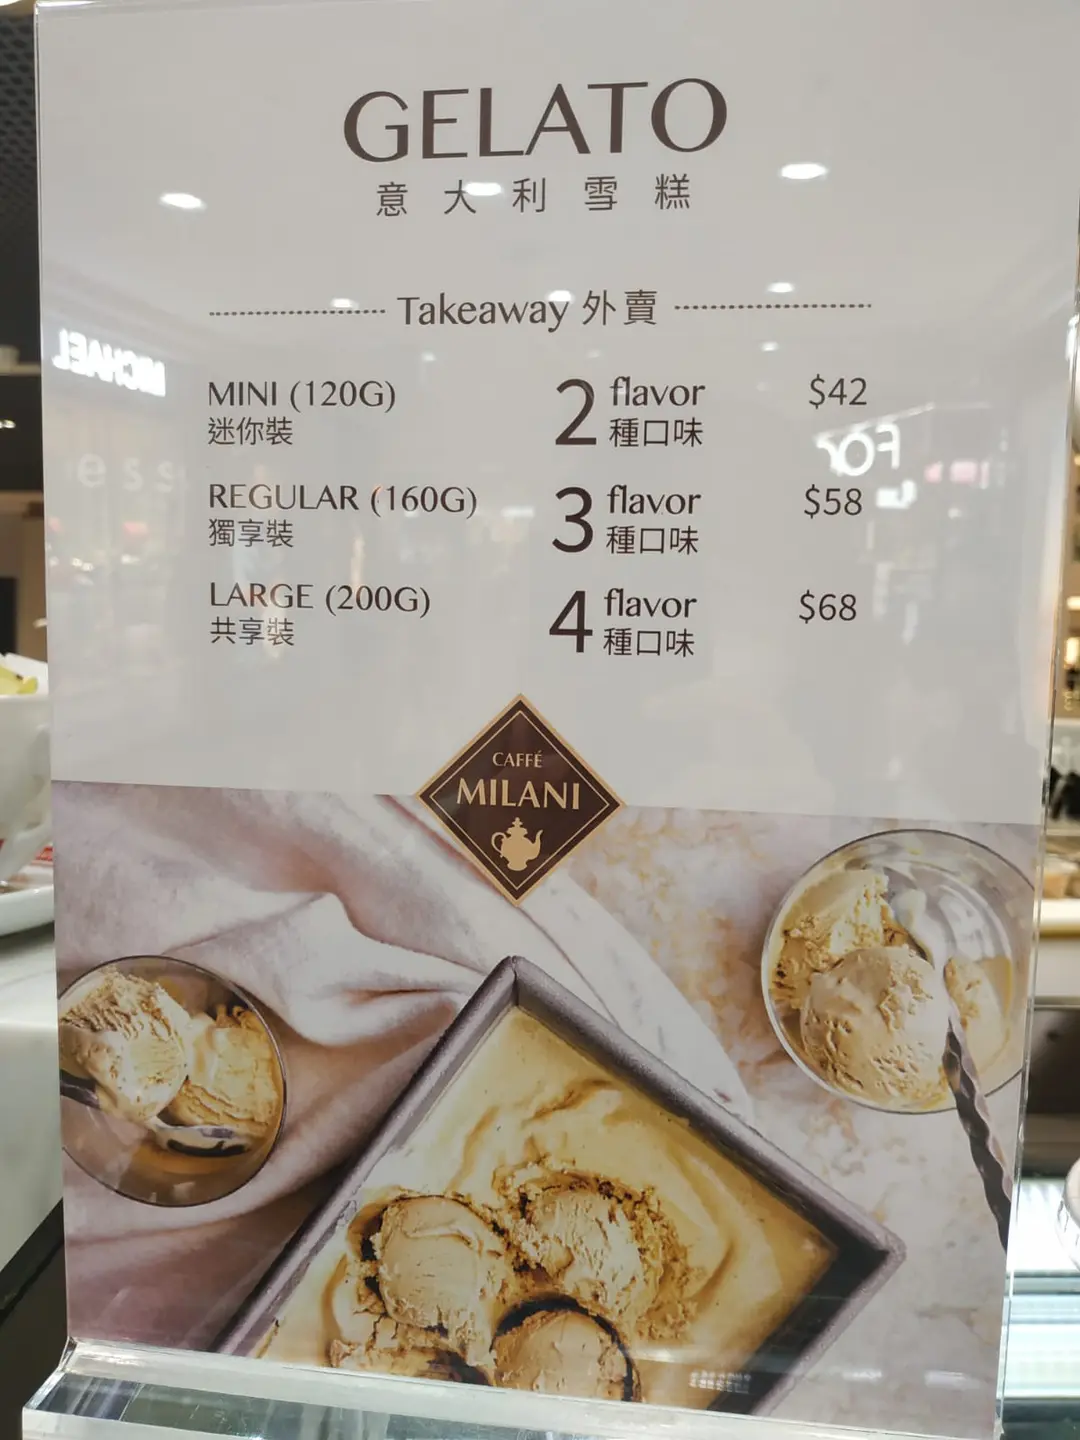 GELATO
意大利雪糕
Takeaway 外賣
MINI (120G) 2 flavor $42
迷你裝 種口味
REGULAR (160G) 3 flavor $58
獨享裝 種口味
LARGE (200G) 4 flavor $68
共享裝 種口味
CAFFÉ
MILANI